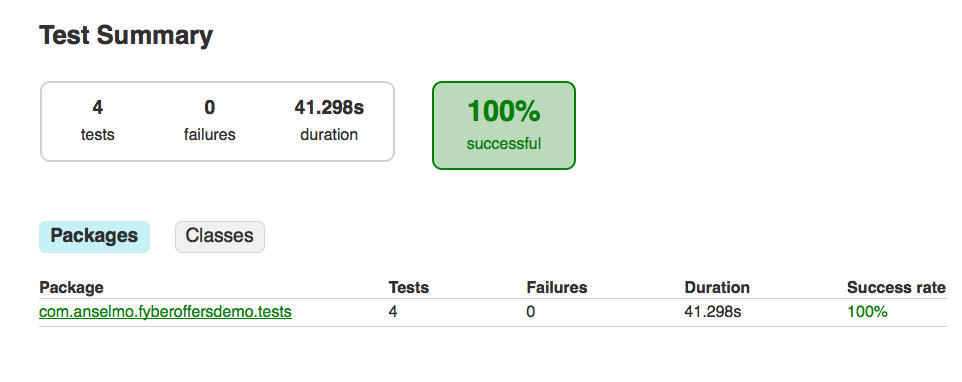 Test Summary
4 0 41.298s 100%
tests failures duration successful
Packages Classes
Package Tests Failures Duration Success rate
com.anselmo.fyberoffersdemo.tests 4 0 41.298s 100%